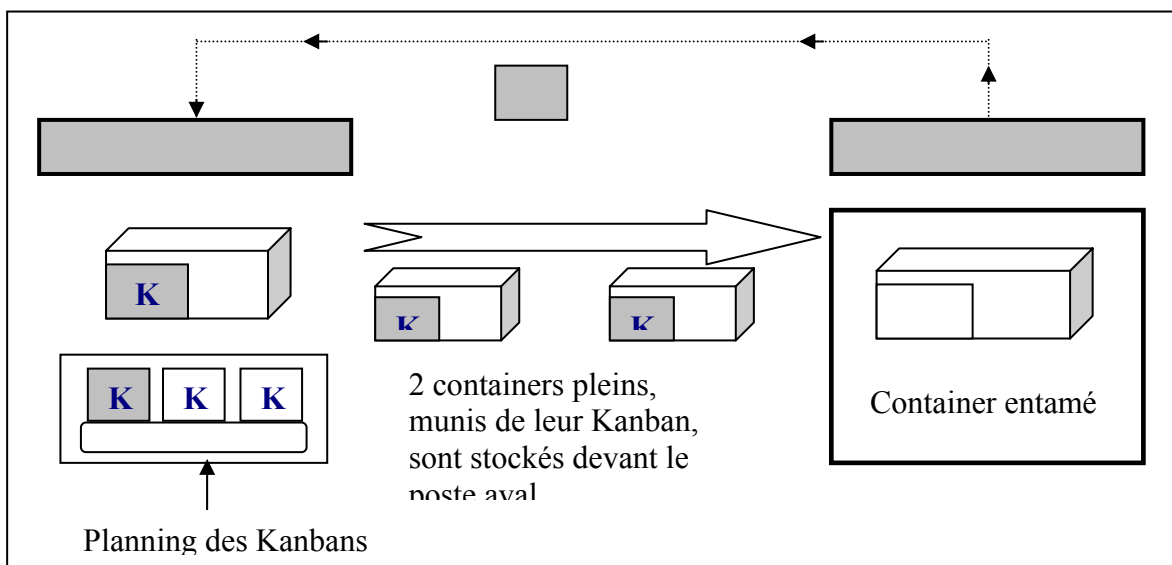 K
K
K
K K K
2 containers pleins,
munis de leur Kanban,
sont stockés devant le
poste aval
Container entamé
Planning des Kanbans